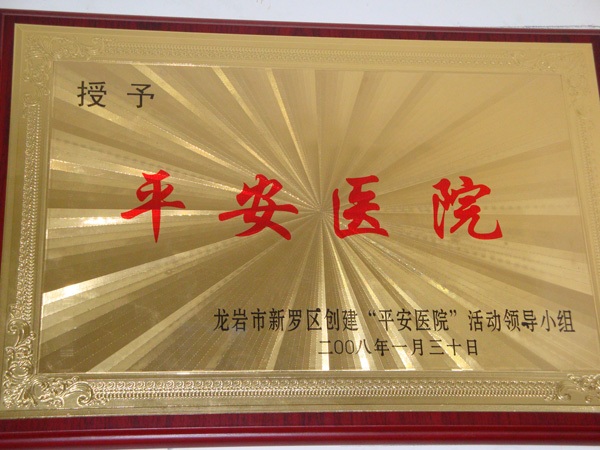 授予
平安医院
龙岩市新罗区创建“平安医院”活动领导小组
二00八年一月三十日